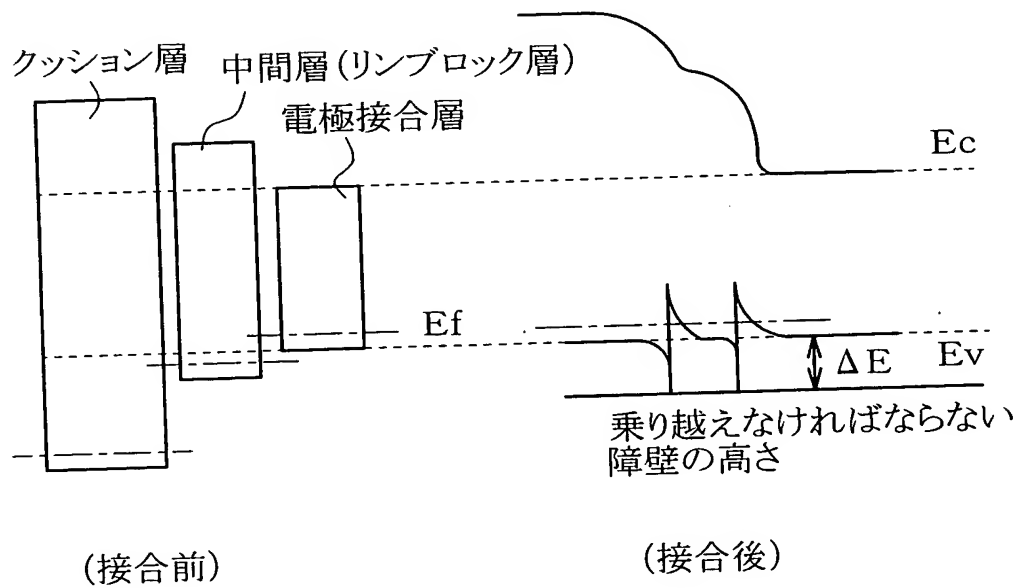 クッション層
中間層(リンブロック層)
電極接合層
Ec
Ef
Ev
ΔE
乗り越えなければならない
障壁の高さ
(接合前)
(接合後)